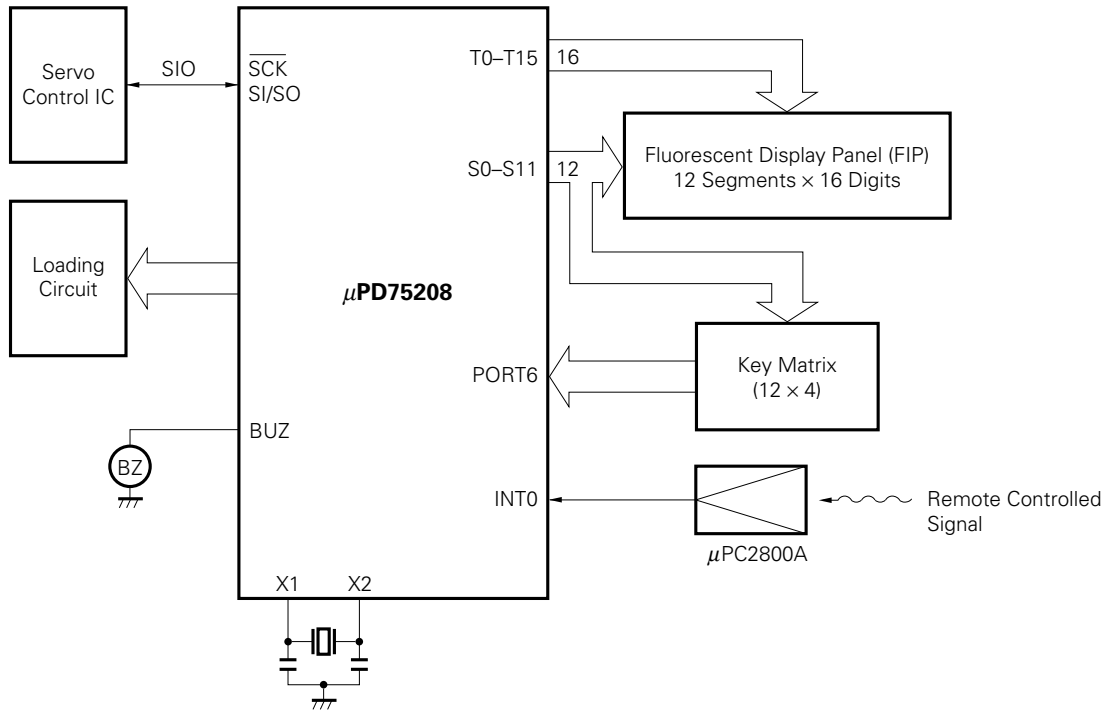 Servo
Control IC
SIO
S̅C̅K̅
SI/SO
T0–T15
16
Fluorescent Display Panel (FIP)
12 Segments × 16 Digits
S0–S11
12
Loading
Circuit
μPD75208
Key Matrix
(12 × 4)
PORT6
BUZ
BZ
INT0
Remote Controlled
Signal
μPC2800A
X1
X2